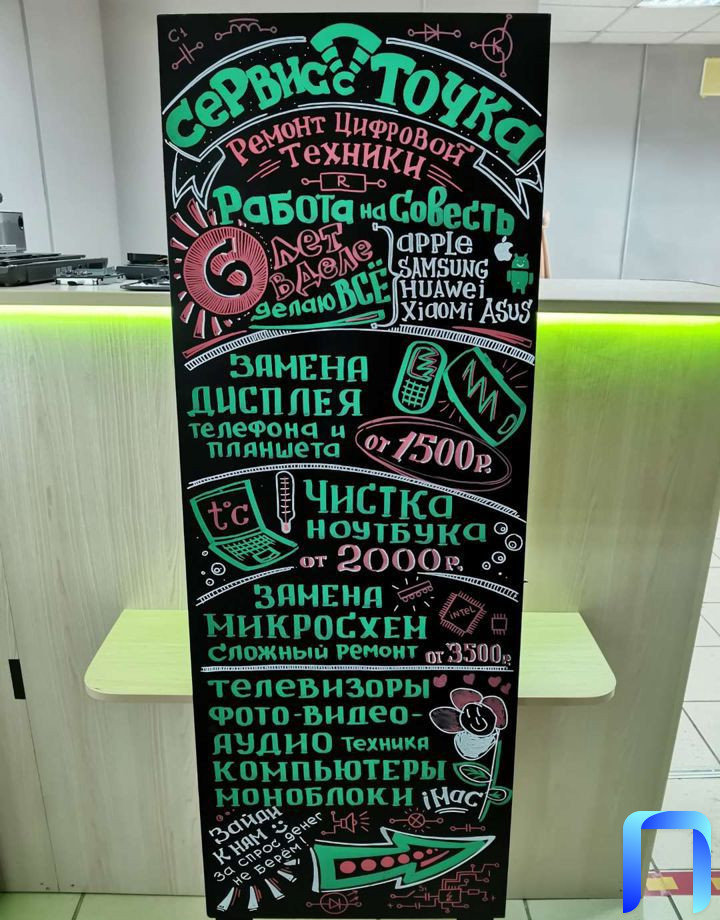 C1
K
Сервис Точка
Ремонт Цифровой
Техники
R
Работа на Совесть
6 лет
в деле
делаю всё
apple
SAMSUNG
HUAWEI
Xiaomi ASUS
ЗАМЕНА
ДИСПЛЕЯ
телефона и
планшета
от 1500р.
t°C
ЧИСТКА
НОУТБУКА
от 2000р.
ЗАМЕНА
МИКРОСХЕМ
intel
сложный ремонт от 3500р.
ТЕЛЕВИЗОРЫ
ФОТО-ВИДЕО-
АУДИО техника
КОМПЬЮТЕРЫ
МОНОБЛОКИ iMac
Зайди
к нам
за спрос денег
не берём!
S1